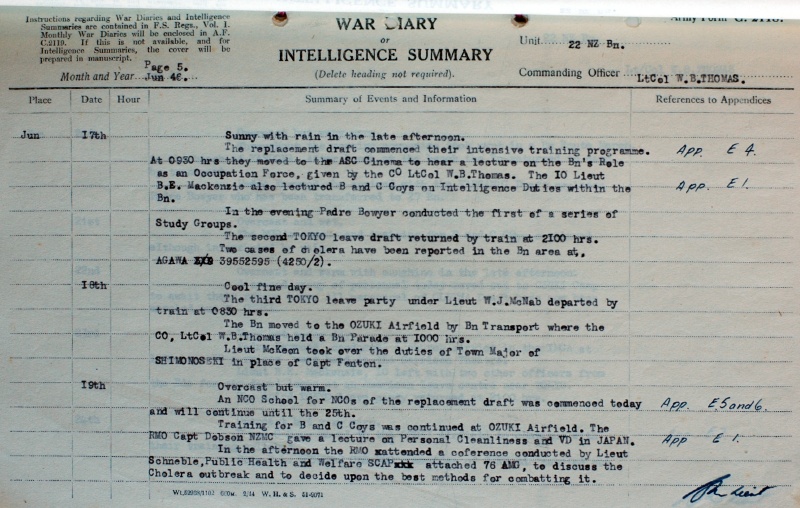 Instructions regarding War Diaries and Intelligence
Summaries are contained in F.S. Regs., Vol. 1.
Monthly War Diaries will be enclosed in A.F.
C.2119. If this is not available, and for
Intelligence Summaries, the cover will be
prepared in manuscript.
WAR DIARY
or
INTELLIGENCE SUMMARY
(Delete heading not required).
Army Form C. 2118.
Unit 22 NZ Bn.
Page 5.
Month and Year Jun 46.
Commanding Officer LtCol W.B.THOMAS.
Place Date Hour Summary of Events and Information References to Appendices
Jun 17th Sunny with rain in the late afternoon.
The replacement draft commenced their intensive training programme. App. E 4.
At 0930 hrs they moved to the ASC Cinema to hear a lecture on the Bn's Role
as an Occupation Force, given by the CO LtCol W.B.Thomas. The IO Lieut
B.E. Mackenzie also lectured B and C Coys on Intelligence Duties within the App. E 1.
Bn.
In the evening Padre Bowyer conducted the first of a series of
Study Groups.
The second TOKYO leave draft returned by train at 2100 hrs.
Two cases of cholera have been reported in the Bn area at,
AGAWA 39552595 (4250/2).
18th Cool fine day.
The third TOKYO leave party under Lieut W.J.McNab departed by
train at 0830 hrs.
The Bn moved to the OZUKI Airfield by Bn Transport where the
CO, LtCol W.B.Thomas held a Bn Parade at 1000 hrs.
Lieut McKeon took over the duties of Town Major of
SHIMONOSEKI in place of Capt Fenton.
19th Overcast but warm.
An NCO School for NCOs of the replacement draft was commenced today App. E 5 and 6.
and will continue until the 25th.
Training for B and C Coys was continued at OZUKI Airfield. The
RMO Capt Dobson NZMC gave a lecture on Personal Cleanliness and VD in JAPAN. App E 1.
In the afternoon the RMO xattended a coference conducted by Lieut
Schneble,Public Health and Welfare SCAPxxx attached 76 AMG, to discuss the
Cholera outbreak and to decide upon the best methods for combatting it.
W. H. & S. 51-9071
Lieut